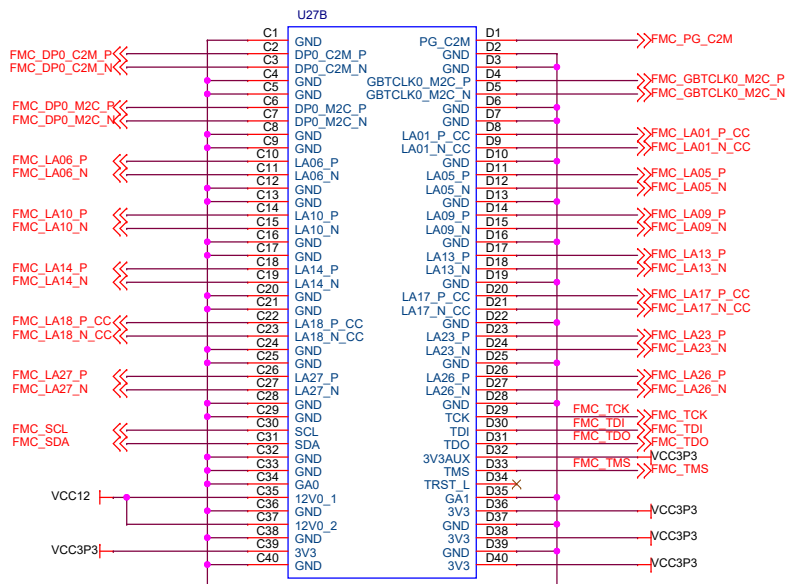 U27B
C1 GND PG_C2M D1 FMC_PG_C2M
FMC_DP0_C2M_P C2 DP0_C2M_P GND D2
FMC_DP0_C2M_N C3 DP0_C2M_N GND D3
C4 GND GBTCLK0_M2C_P D4 FMC_GBTCLK0_M2C_P
C5 GND GBTCLK0_M2C_N D5 FMC_GBTCLK0_M2C_N
FMC_DP0_M2C_P C6 DP0_M2C_P GND D6
FMC_DP0_M2C_N C7 DP0_M2C_N GND D7
C8 GND LA01_P_CC D8 FMC_LA01_P_CC
C9 GND LA01_N_CC D9 FMC_LA01_N_CC
FMC_LA06_P C10 LA06_P GND D10
FMC_LA06_N C11 LA06_N LA05_P D11 FMC_LA05_P
C12 GND LA05_N D12 FMC_LA05_N
C13 GND GND D13
FMC_LA10_P C14 LA10_P LA09_P D14 FMC_LA09_P
FMC_LA10_N C15 LA10_N LA09_N D15 FMC_LA09_N
C16 GND GND D16
C17 GND LA13_P D17 FMC_LA13_P
FMC_LA14_P C18 LA14_P LA13_N D18 FMC_LA13_N
FMC_LA14_N C19 LA14_N GND D19
C20 GND LA17_P_CC D20 FMC_LA17_P_CC
C21 GND LA17_N_CC D21 FMC_LA17_N_CC
FMC_LA18_P_CC C22 LA18_P_CC GND D22
FMC_LA18_N_CC C23 LA18_N_CC LA23_P D23 FMC_LA23_P
C24 GND LA23_N D24 FMC_LA23_N
C25 GND GND D25
FMC_LA27_P C26 LA27_P LA26_P D26 FMC_LA26_P
FMC_LA27_N C27 LA27_N LA26_N D27 FMC_LA26_N
C28 GND GND D28
C29 GND TCK D29 FMC_TCK FMC_TCK
FMC_SCL C30 SCL TDI D30 FMC_TDI FMC_TDI
FMC_SDA C31 SDA TDO D31 FMC_TDO FMC_TDO
C32 GND 3V3AUX D32 VCC3P3
C33 GND TMS D33 FMC_TMS FMC_TMS
C34 GA0 TRST_L D34
VCC12 C35 12V0_1 GA1 D35
C36 GND 3V3 D36 VCC3P3
C37 12V0_2 GND D37
C38 GND 3V3 D38 VCC3P3
VCC3P3 C39 3V3 GND D39
C40 GND 3V3 D40 VCC3P3